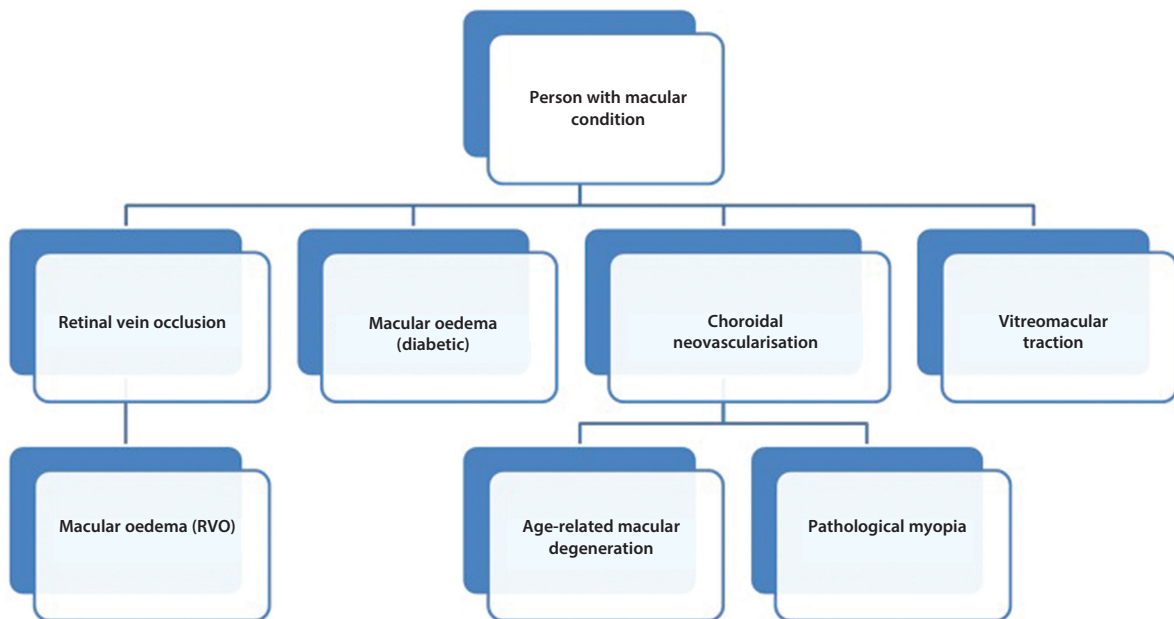 Person with macular
condition
Retinal vein occlusion
Macular oedema
(diabetic)
Choroidal
neovascularisation
Vitreomacular
traction
Macular oedema (RVO)
Age-related macular
degeneration
Pathological myopia